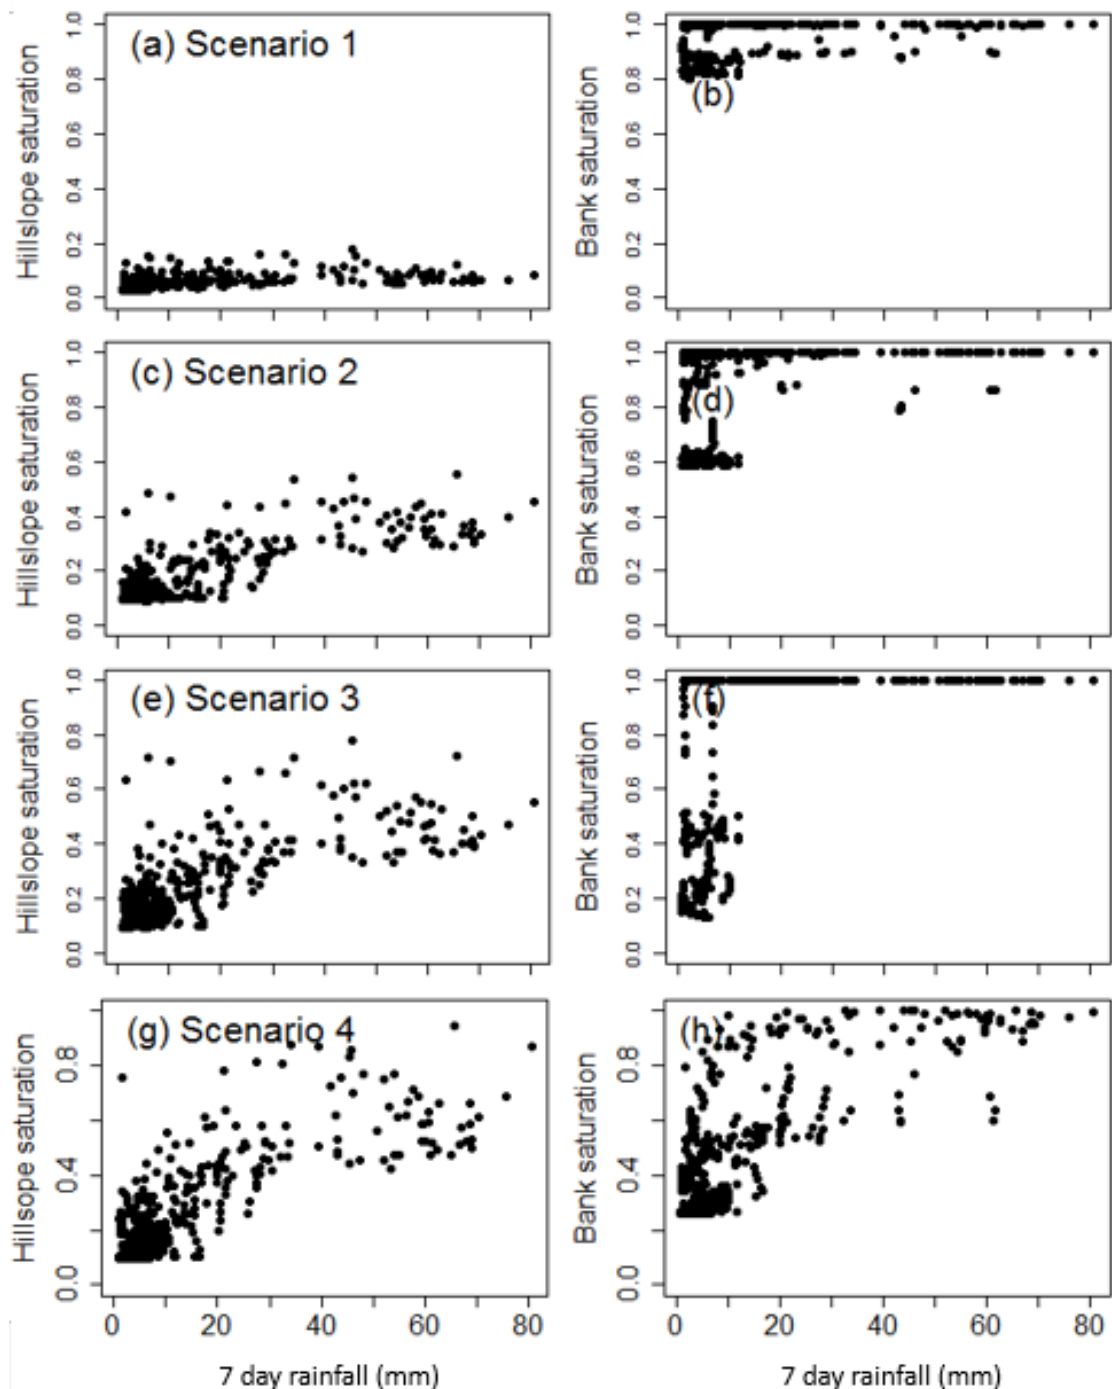 (a) Scenario 1
Hillslope saturation
0.0 0.2 0.4 0.6 0.8 1.0
(b)
Bank saturation
0.0 0.2 0.4 0.6 0.8 1.0
(c) Scenario 2
Hillslope saturation
0.0 0.2 0.4 0.6 0.8 1.0
(d)
Bank saturation
0.0 0.2 0.4 0.6 0.8 1.0
(e) Scenario 3
Hillslope saturation
0.0 0.2 0.4 0.6 0.8 1.0
(f)
Bank saturation
0.0 0.2 0.4 0.6 0.8 1.0
(g) Scenario 4
Hillsope saturation
0.0 0.4 0.8
0 20 40 60 80
7 day rainfall (mm)
(h)
Bank saturation
0.0 0.4 0.8
0 20 40 60 80
7 day rainfall (mm)